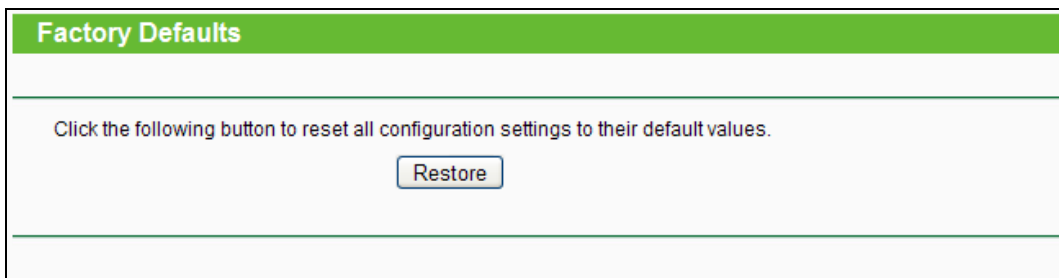 Factory Defaults
Click the following button to reset all configuration settings to their default values.
Restore